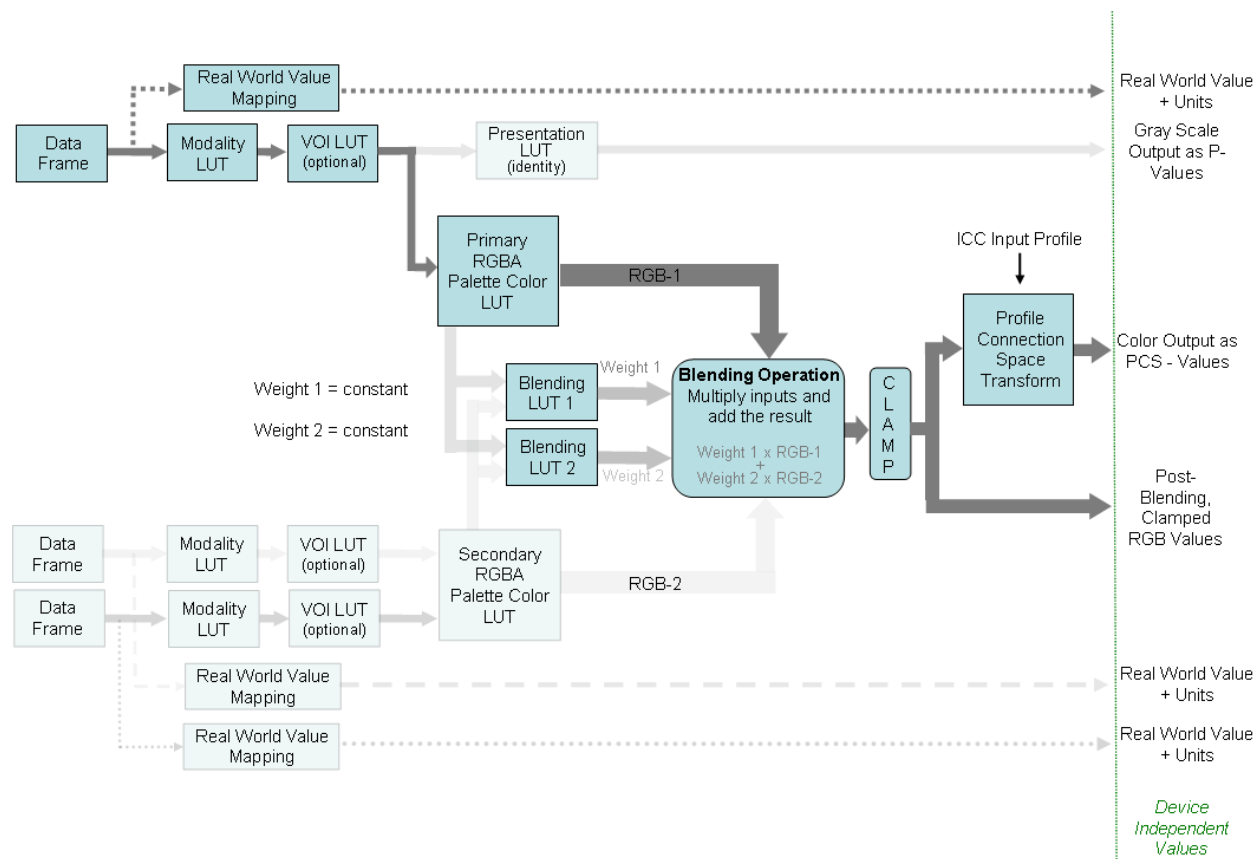 Real World Value
Mapping
Real World Value
+ Units
Data
Frame
Modality
LUT
VOI LUT
(optional)
Presentation
LUT
(identity)
Gray Scale
Output as P-
Values
Primary
RGBA
Palette Color
LUT
RGB-1
ICC Input Profile
Profile
Connection
Space
Transform
Color Output as
PCS - Values
Weight 1 = constant
Weight 2 = constant
Blending
LUT 1
Weight 1
Blending
LUT 2
Weight 2
Blending Operation
Multiply inputs and
add the result
Weight 1 x RGB-1
+
Weight 2 x RGB-2
C
L
A
M
P
Post-
Blending,
Clamped
RGB Values
Data
Frame
Modality
LUT
VOI LUT
(optional)
Secondary
RGBA
Palette Color
LUT
RGB-2
Data
Frame
Modality
LUT
VOI LUT
(optional)
Real World Value
Mapping
Real World Value
+ Units
Real World Value
Mapping
Real World Value
+ Units
Device
Independent
Values